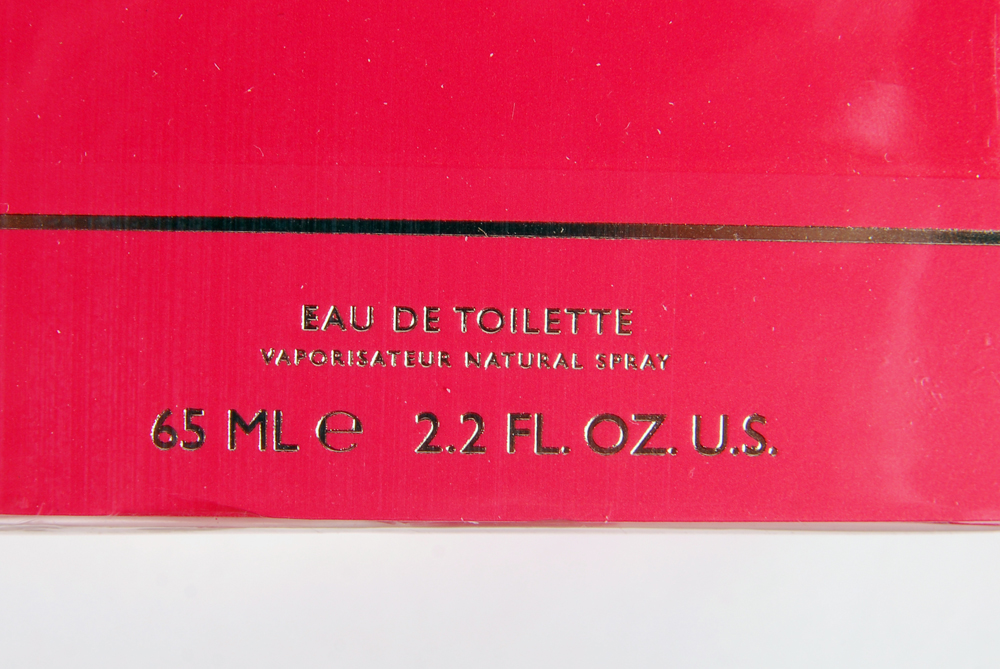 EAU DE TOILETTE
VAPORISATEUR NATURAL SPRAY
65 ML ℮ 2.2 FL. OZ. U.S.